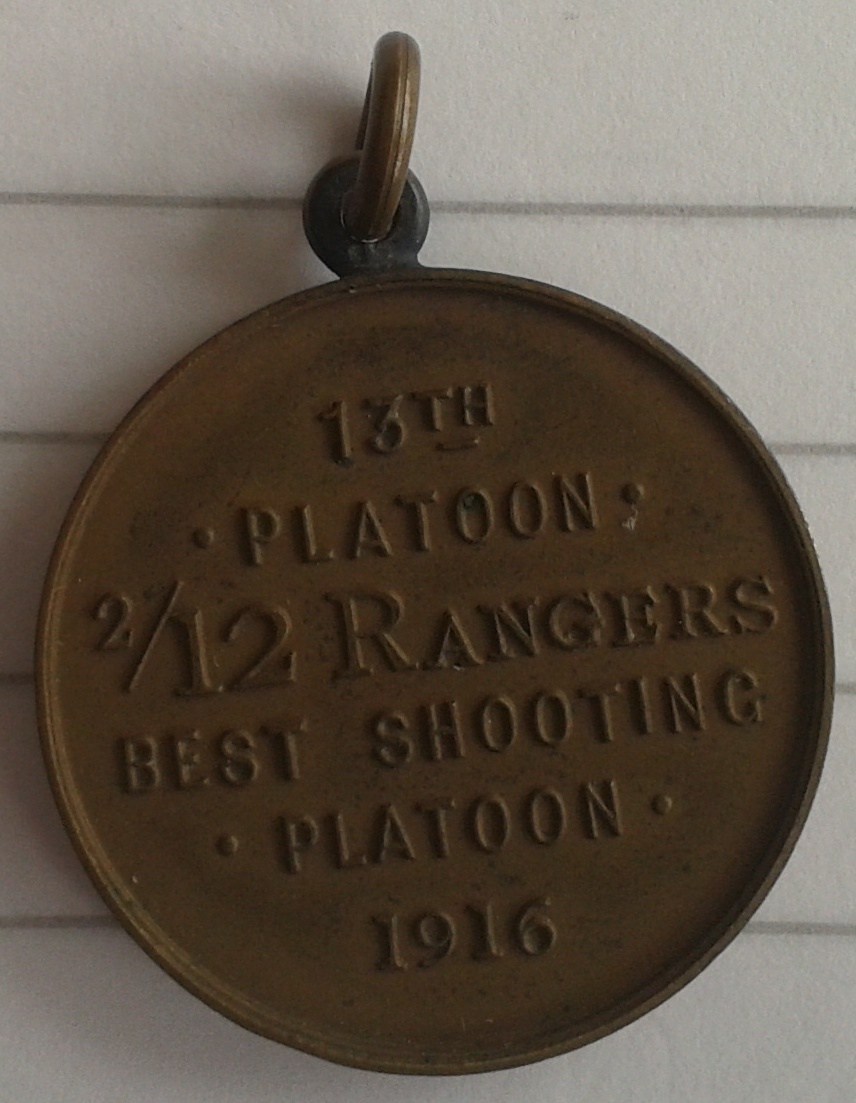 13TH
· PLATOON ·
2/12 RANGERS
BEST SHOOTING
· PLATOON ·
1916